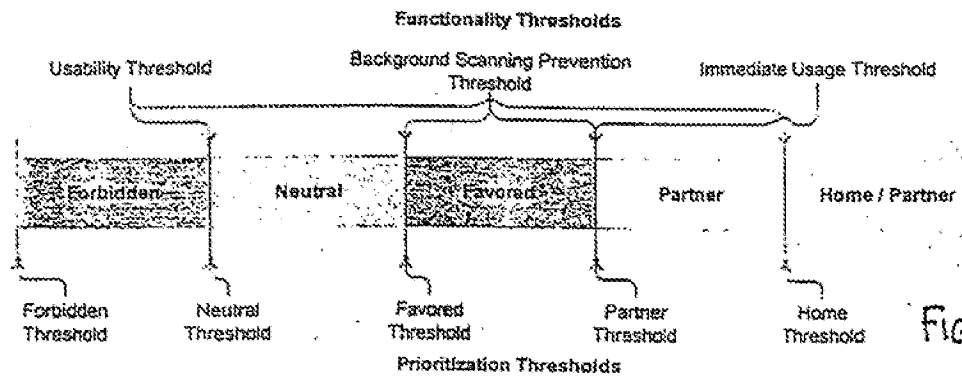 Functionality Thresholds
Usability Threshold
Background Scanning Prevention
Threshold
Immediate Usage Threshold
Forbidden
Neutral
Favored
Partner
Home / Partner
Forbidden
Threshold
Neutral
Threshold
Favored
Threshold
Partner
Threshold
Home
Threshold
FIG
Prioritization Thresholds